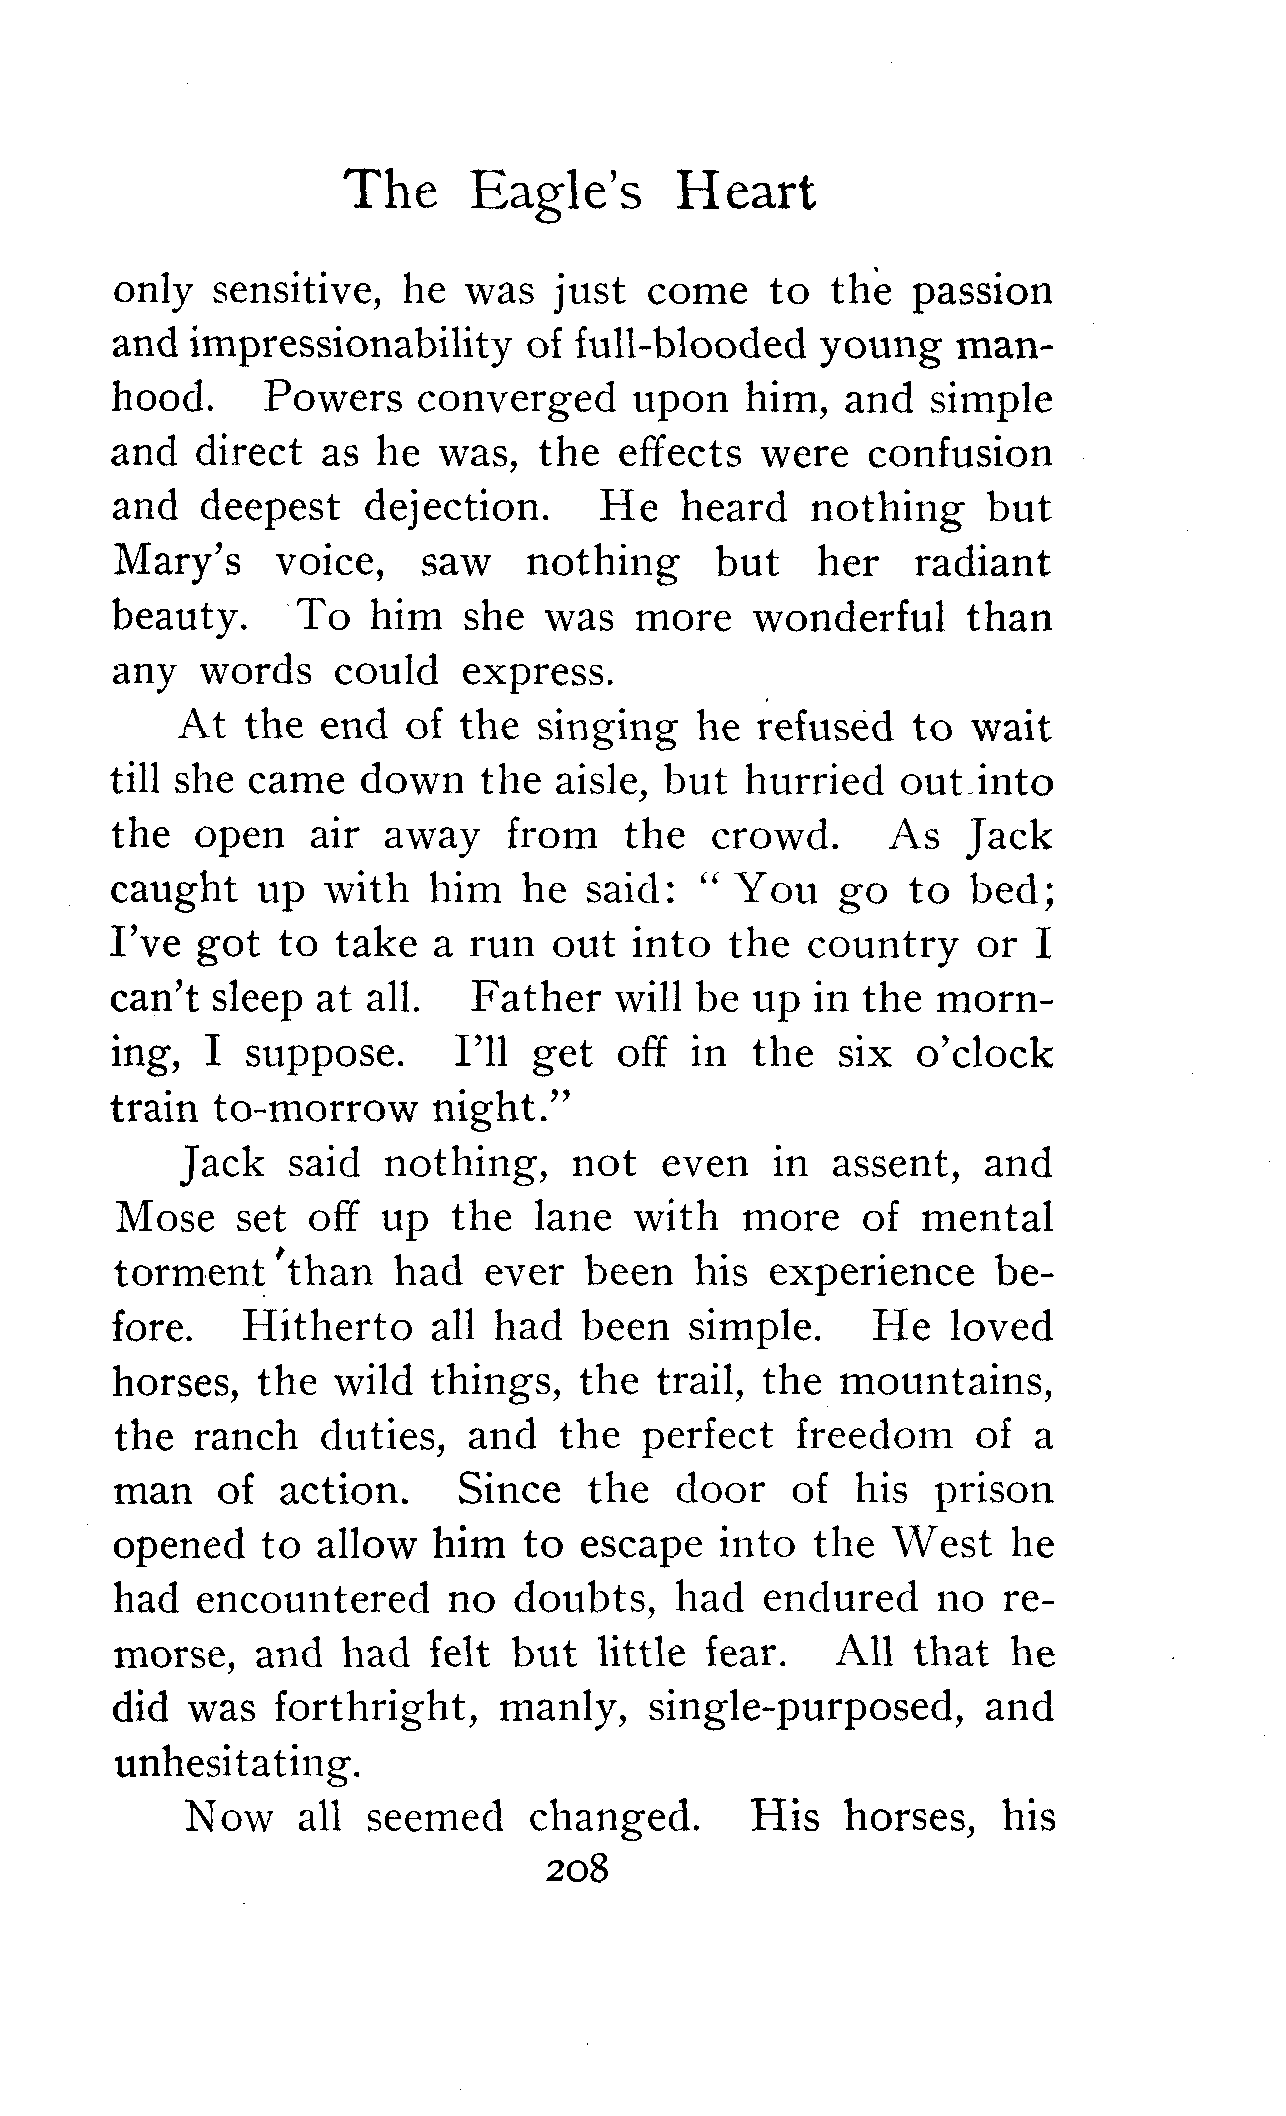 The Eagle's Heart
only sensitive, he was just come to the passion
and impressionability of full-blooded young man-
hood. Powers converged upon him, and simple
and direct as he was, the effects were confusion
and deepest dejection. He heard nothing but
Mary's voice, saw nothing but her radiant
beauty. To him she was more wonderful than
any words could express.
At the end of the singing he refused to wait
till she came down the aisle, but hurried out into
the open air away from the crowd. As Jack
caught up with him he said: " You go to bed;
I've got to take a run out into the country or I
can't sleep at all. Father will be up in the morn-
ing, I suppose. I'll get off in the six o'clock
train to-morrow night."
Jack said nothing, not even in assent, and
Mose set off up the lane with more of mental
torment than had ever been his experience be-
fore. Hitherto all had been simple. He loved
horses, the wild things, the trail, the mountains,
the ranch duties, and the perfect freedom of a
man of action. Since the door of his prison
opened to allow him to escape into the West he
had encountered no doubts, had endured no re-
morse, and had felt but little fear. All that he
did was forthright, manly, single-purposed, and
unhesitating.
Now all seemed changed. His horses, his
208